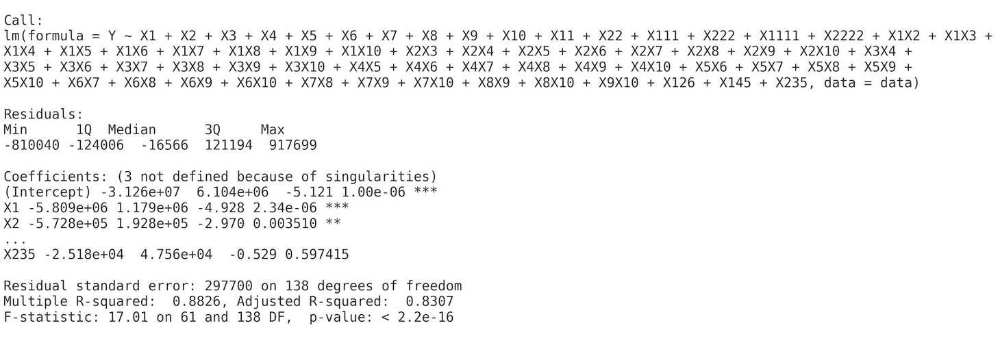 Call:
lm(formula = Y ~ X1 + X2 + X3 + X4 + X5 + X6 + X7 + X8 + X9 + X10 + X11 + X22 + X111 + X222 + X1111 + X2222 + X1X2 + X1X3 +
X1X4 + X1X5 + X1X6 + X1X7 + X1X8 + X1X9 + X1X10 + X2X3 + X2X4 + X2X5 + X2X6 + X2X7 + X2X8 + X2X9 + X2X10 + X3X4 +
X3X5 + X3X6 + X3X7 + X3X8 + X3X9 + X3X10 + X4X5 + X4X6 + X4X7 + X4X8 + X4X9 + X4X10 + X5X6 + X5X7 + X5X8 + X5X9 +
X5X10 + X6X7 + X6X8 + X6X9 + X6X10 + X7X8 + X7X9 + X7X10 + X8X9 + X8X10 + X9X10 + X126 + X145 + X235, data = data)
Residuals:
Min 1Q Median 3Q Max
-810040 -124006 -16566 121194 917699
Coefficients: (3 not defined because of singularities)
(Intercept) -3.126e+07 6.104e+06 -5.121 1.00e-06 ***
X1 -5.809e+06 1.179e+06 -4.928 2.34e-06 ***
X2 -5.728e+05 1.928e+05 -2.970 0.003510 **
...
X235 -2.518e+04 4.756e+04 -0.529 0.597415
Residual standard error: 297700 on 138 degrees of freedom
Multiple R-squared: 0.8826, Adjusted R-squared: 0.8307
F-statistic: 17.01 on 61 and 138 DF, p-value: < 2.2e-16